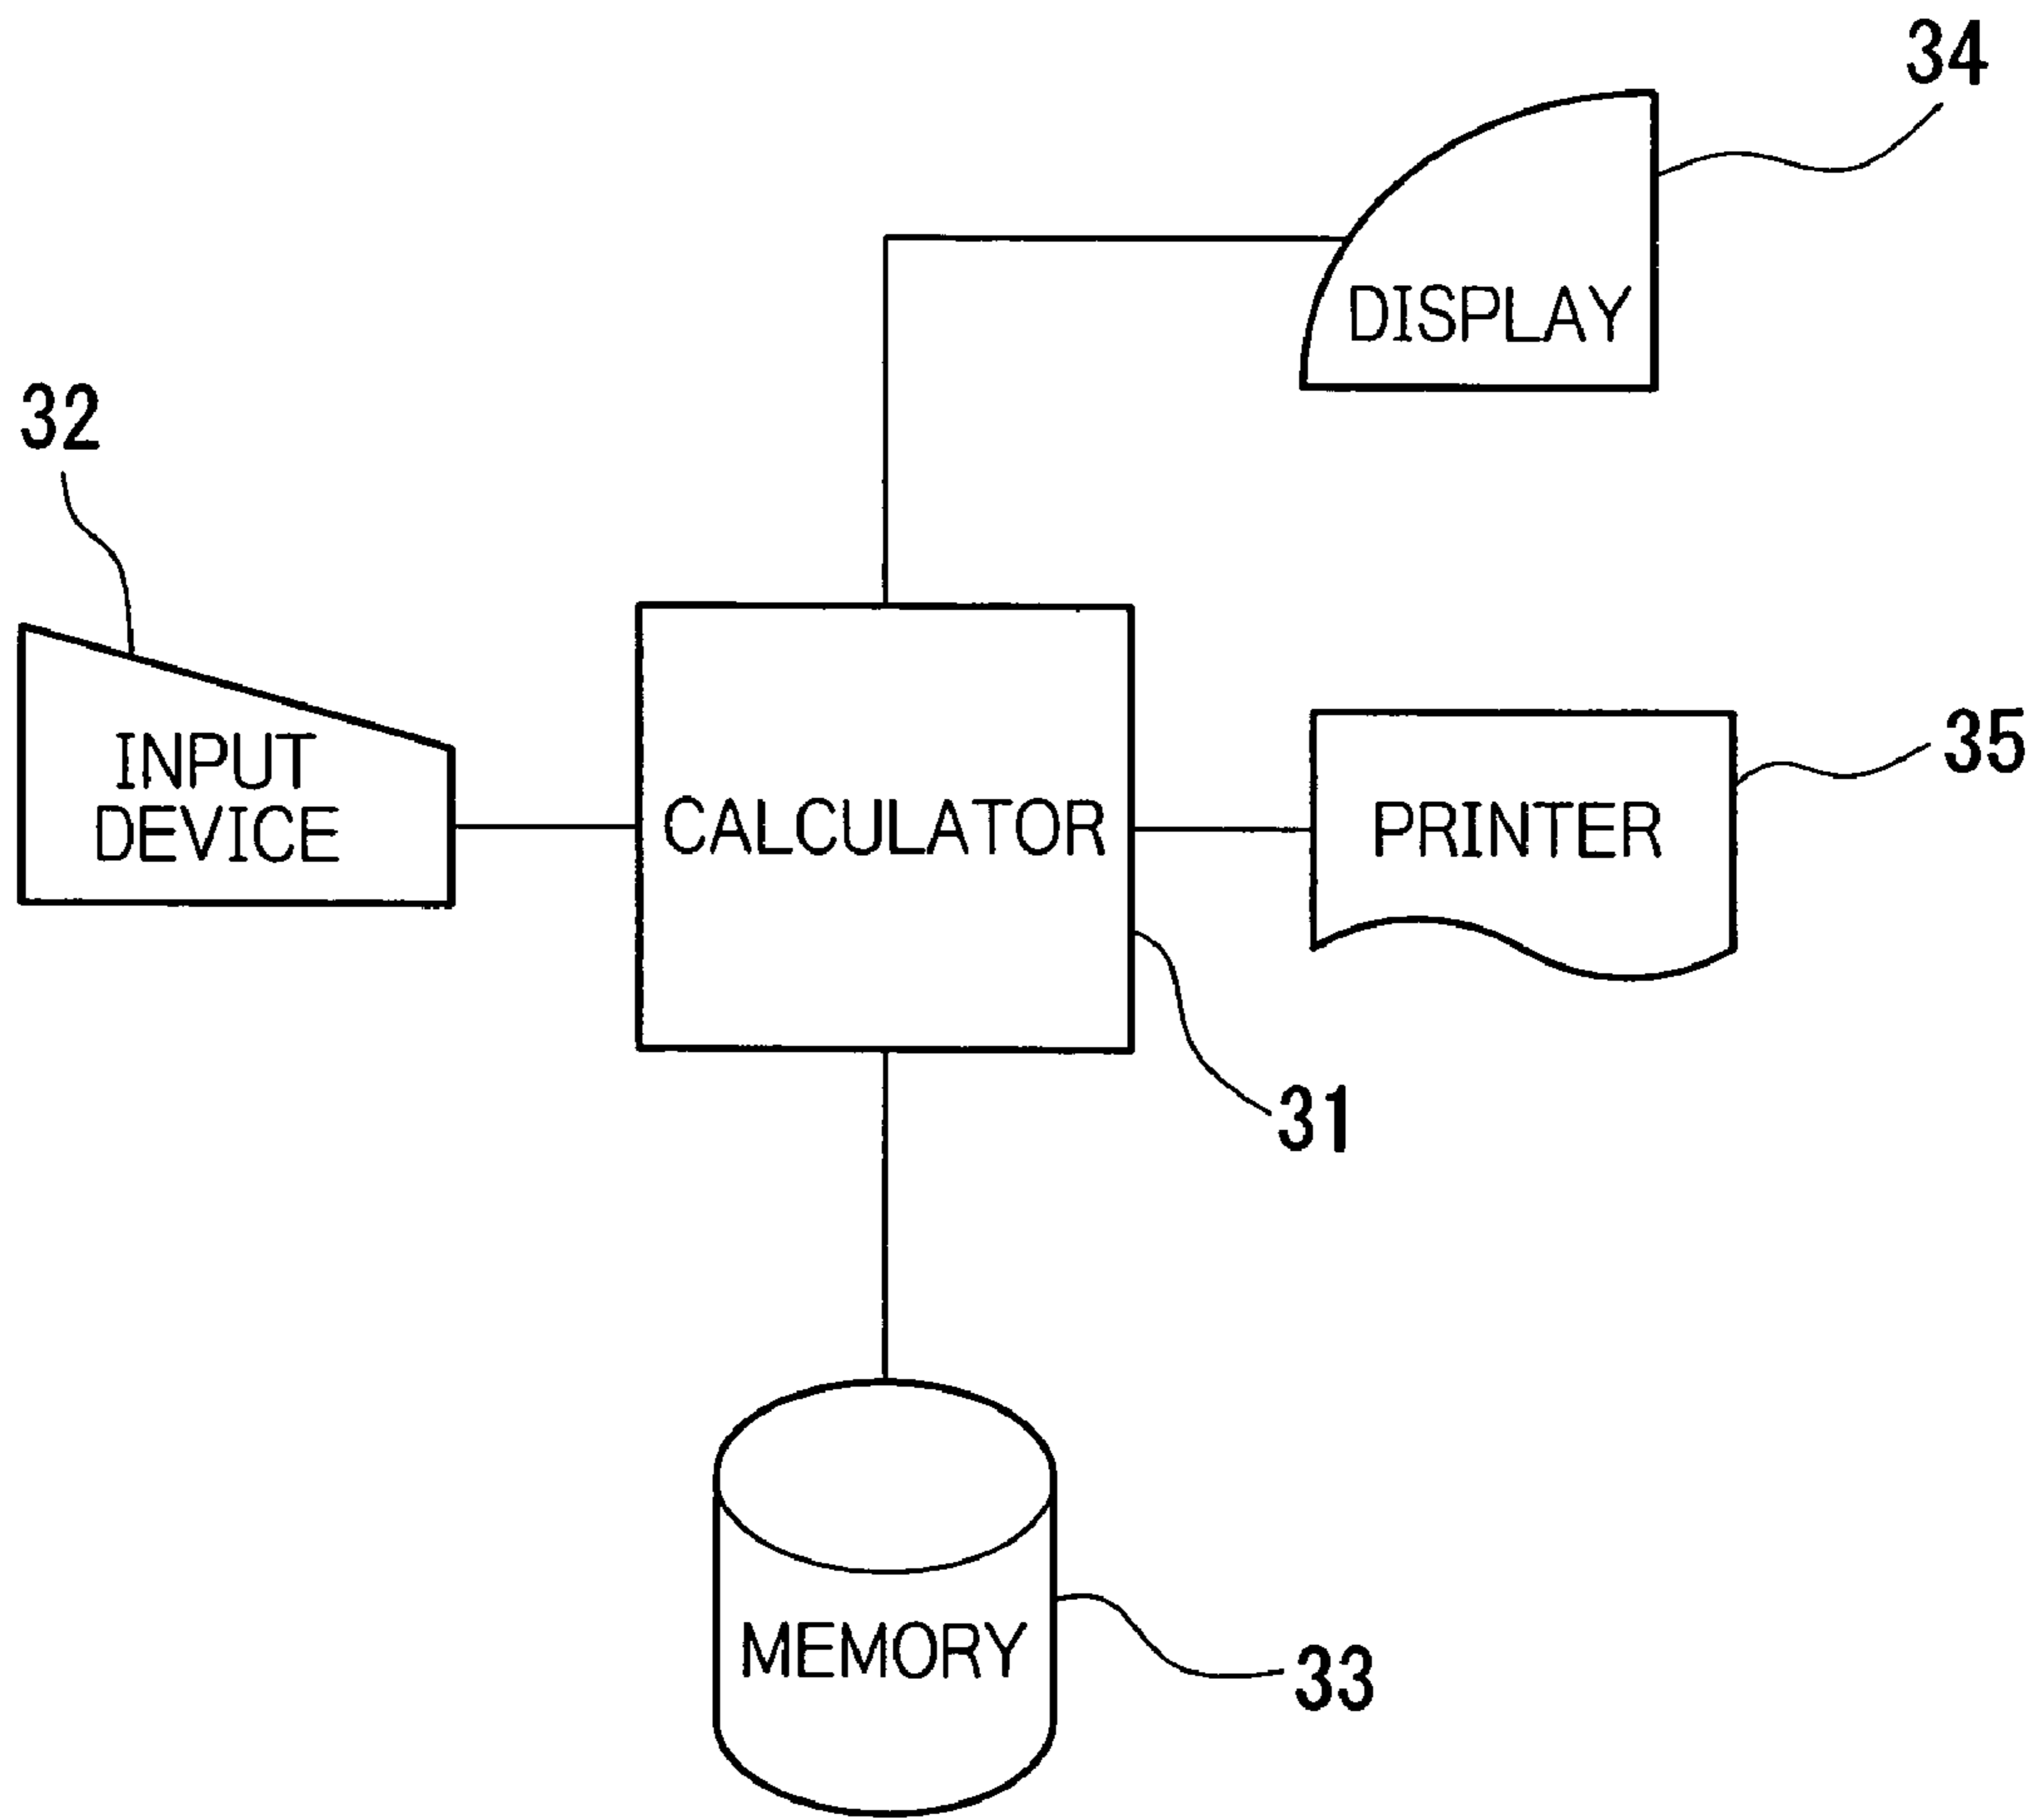 34
DISPLAY
32
INPUT
DEVICE
CALCULATOR
PRINTER
35
31
MEMORY
33